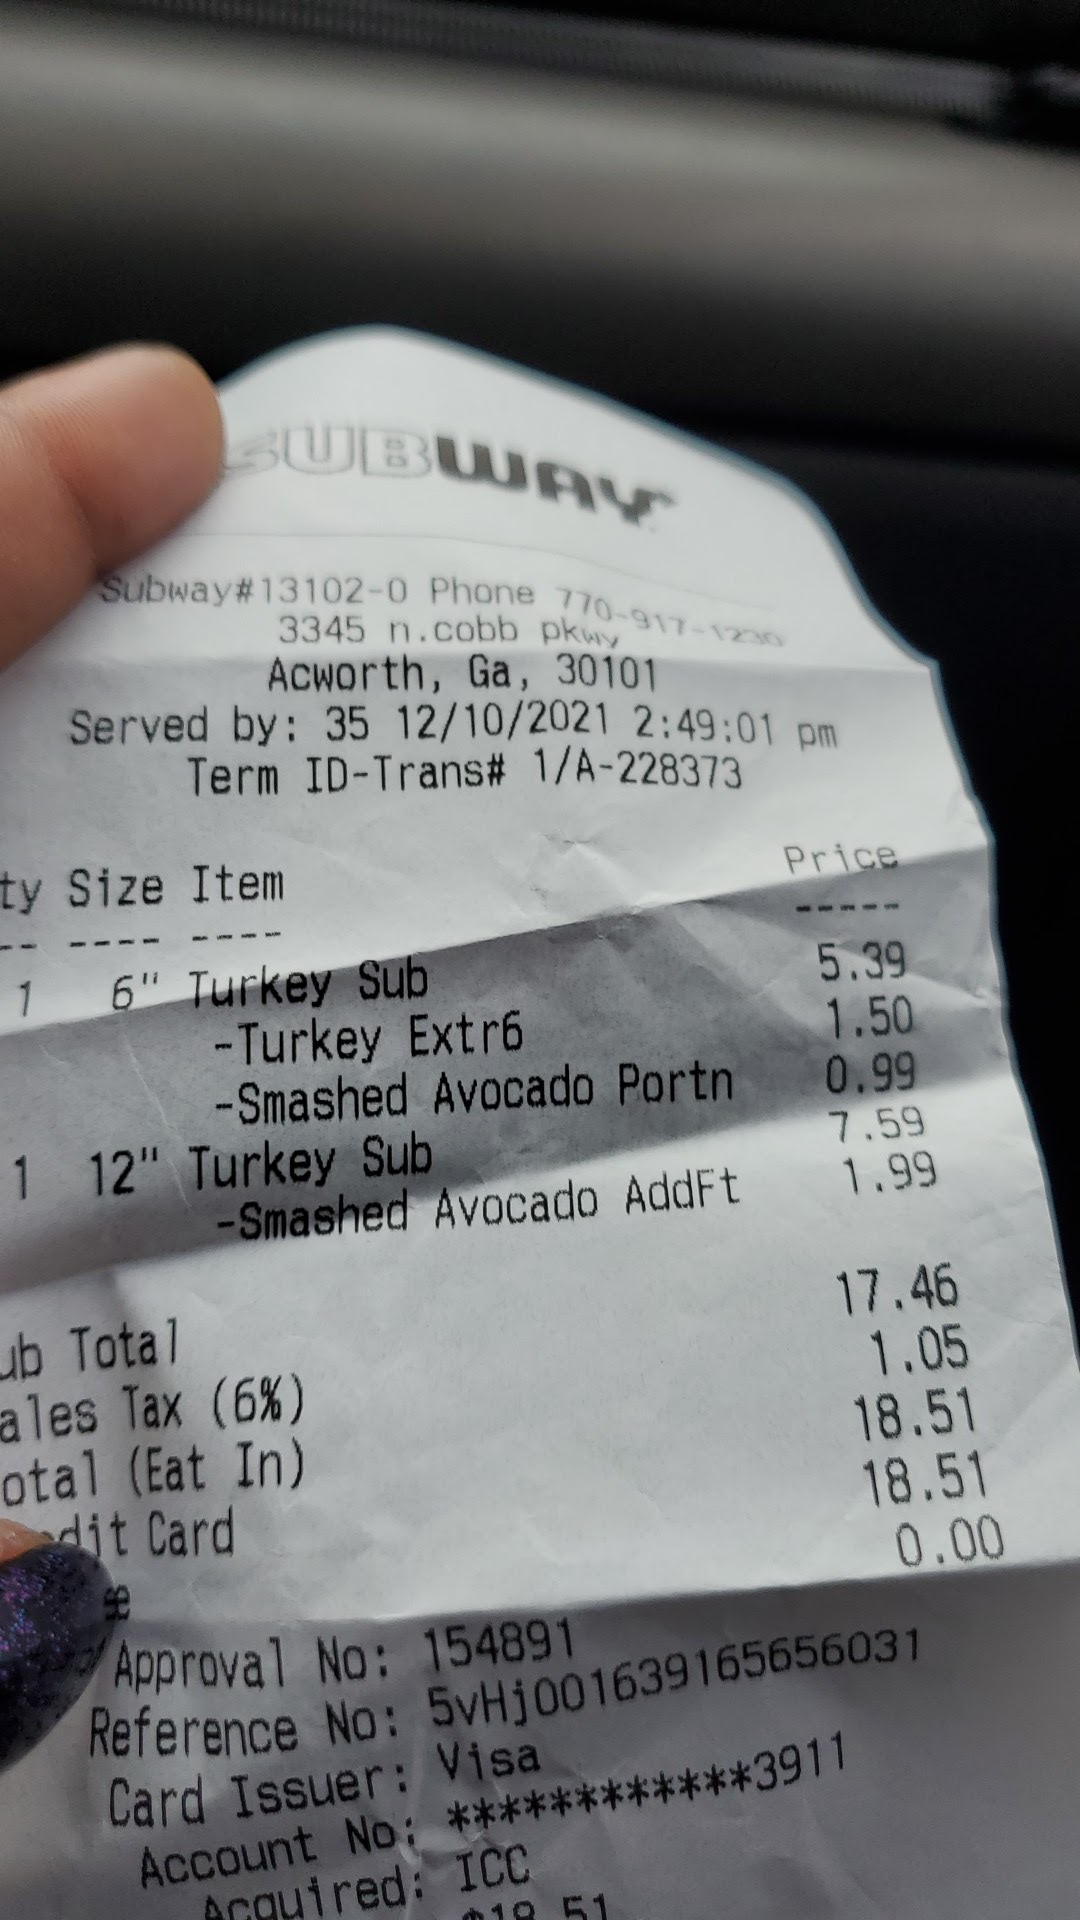 SUBWAY
Subway#13102-0 Phone 770-917-1230
3345 n.cobb pkwy
Acworth, Ga, 30101
Served by: 35 12/10/2021 2:49:01 pm
Term ID-Trans# 1/A-228373
ty Size Item Price
-- ---- ---- -----
1 6" Turkey Sub 5.39
-Turkey Extr6 1.50
-Smashed Avocado Portn 0.99
1 12" Turkey Sub 7.59
-Smashed Avocado AddFt 1.99
ub Total 17.46
ales Tax (6%) 1.05
otal (Eat In) 18.51
dit Card 18.51
0.00
Approval No: 154891
Reference No: 5vHj001639165656031
Card Issuer: Visa
Account No: ************3911
Acquired: ICC
$18.51